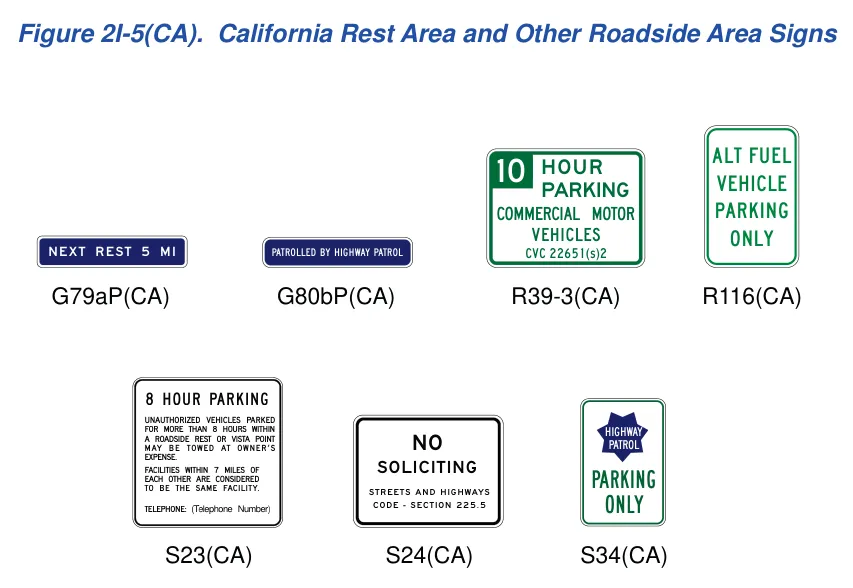 Figure 2I-5(CA). California Rest Area and Other Roadside Area Signs
NEXT REST 5 MI
G79aP(CA)
PATROLLED BY HIGHWAY PATROL
G80bP(CA)
10 HOUR
PARKING
COMMERCIAL MOTOR
VEHICLES
CVC 22651(s)2
R39-3(CA)
ALT FUEL
VEHICLE
PARKING
ONLY
R116(CA)
8 HOUR PARKING
UNAUTHORIZED VEHICLES PARKED
FOR MORE THAN 8 HOURS WITHIN
A ROADSIDE REST OR VISTA POINT
MAY BE TOWED AT OWNER'S
EXPENSE.
FACILITIES WITHIN 7 MILES OF
EACH OTHER ARE CONSIDERED
TO BE THE SAME FACILITY.
TELEPHONE: (Telephone Number)
S23(CA)
NO
SOLICITING
STREETS AND HIGHWAYS
CODE - SECTION 225.5
S24(CA)
HIGHWAY
PATROL
PARKING
ONLY
S34(CA)